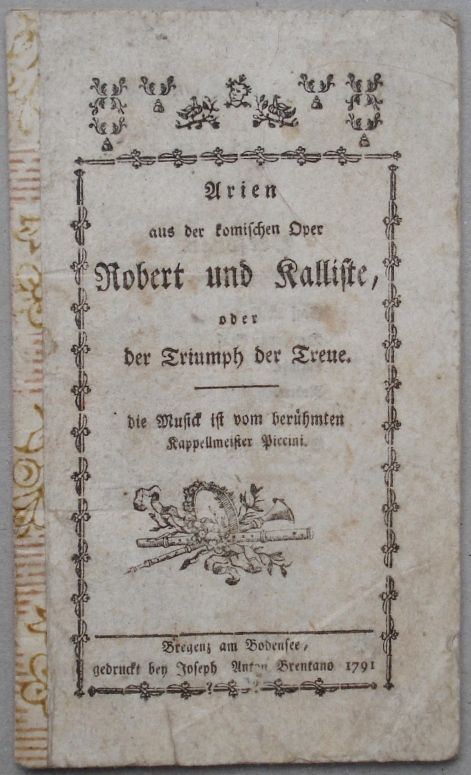 Arien
aus der komischen Oper
Robert und Kalliste,
oder
der Triumph der Treue.
die Musick ist vom berühmten
Kappellmeister Piccini.
Bregenz am Bodensee,
gedruckt bey Joseph Anton Brentano 1791